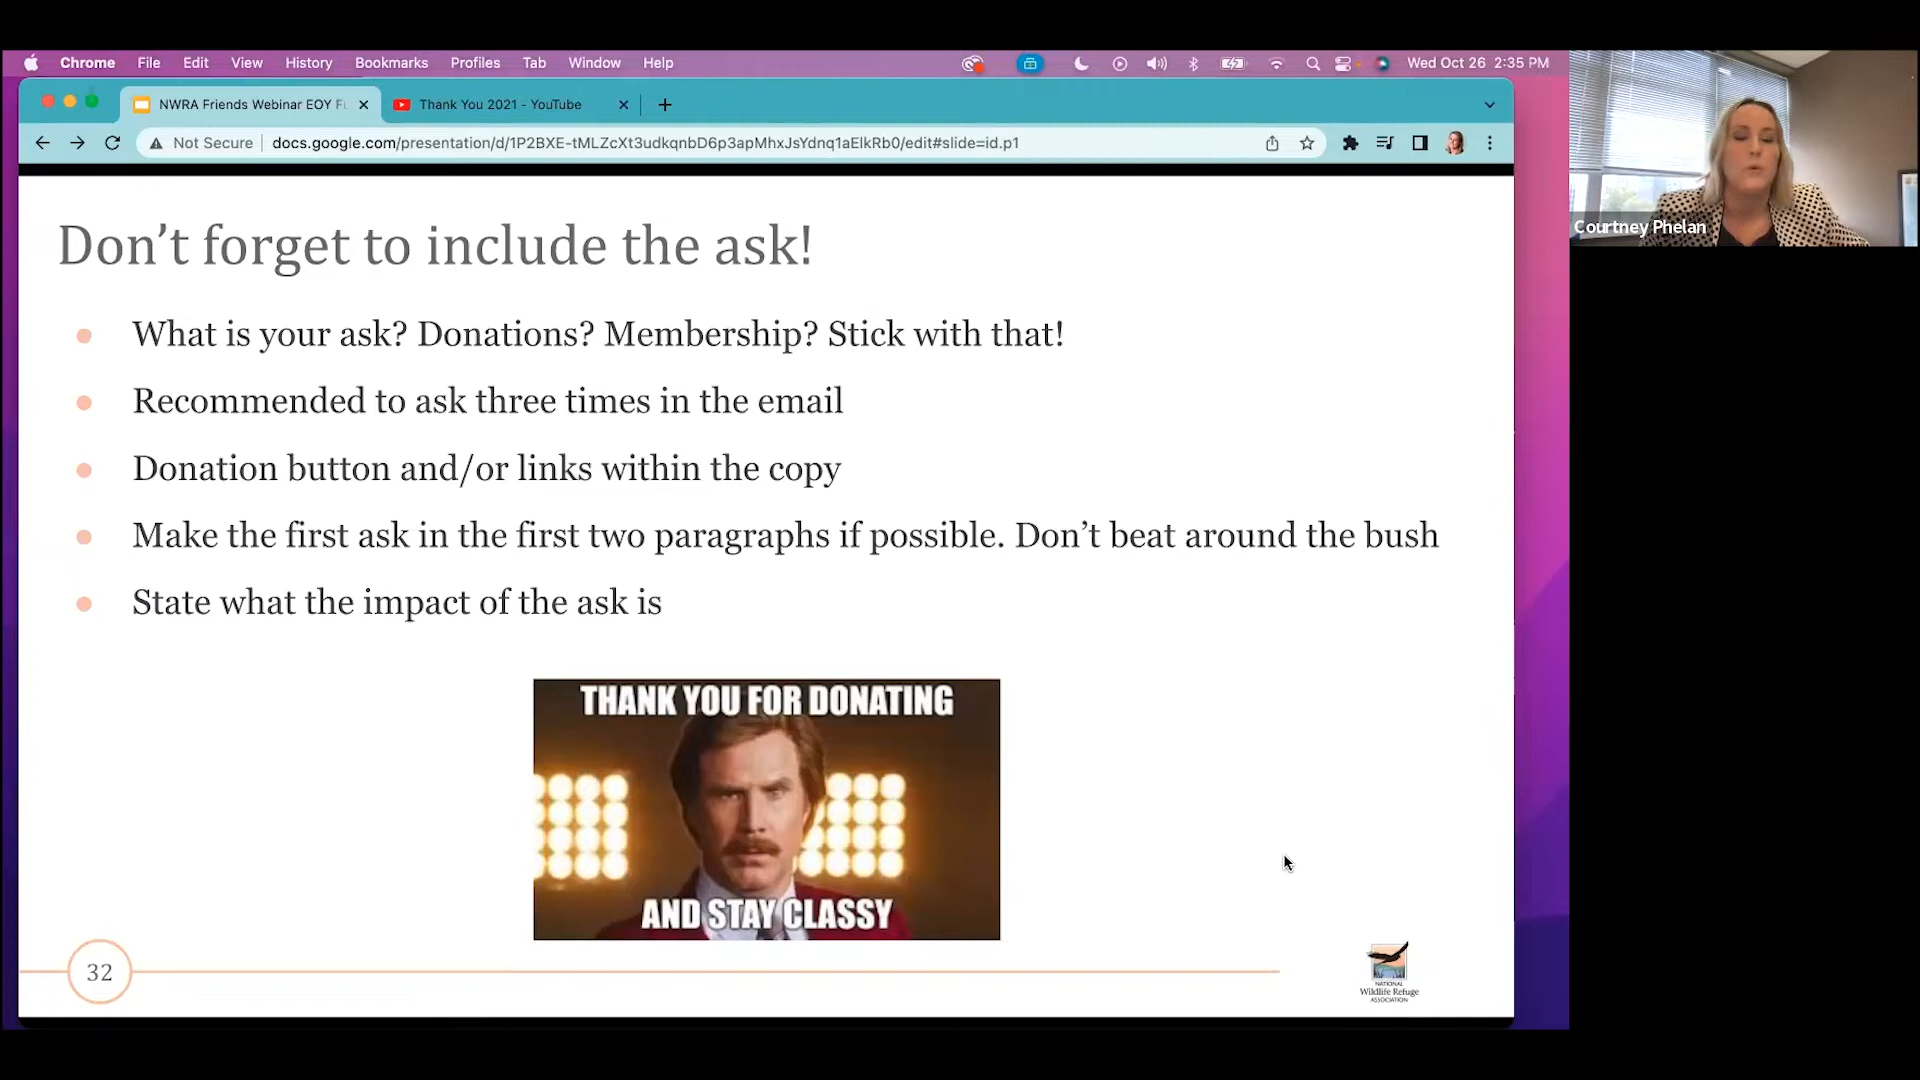 Chrome File Edit View History Bookmarks Profiles Tab Window Help Wed Oct 26 2:35 PM
NWRA Friends Webinar EOY Fu Thank You 2021 - YouTube
Not Secure docs.google.com/presentation/d/1P2BXE-tMLZcXt3udkqnbD6p3apMhxJsYdnq1aElkRb0/edit#slide=id.p1
Courtney Phelan
Don't forget to include the ask!
What is your ask? Donations? Membership? Stick with that!
Recommended to ask three times in the email
Donation button and/or links within the copy
Make the first ask in the first two paragraphs if possible. Don't beat around the bush
State what the impact of the ask is
THANK YOU FOR DONATING
AND STAY CLASSY
32
NATIONAL
Wildlife Refuge
ASSOCIATION